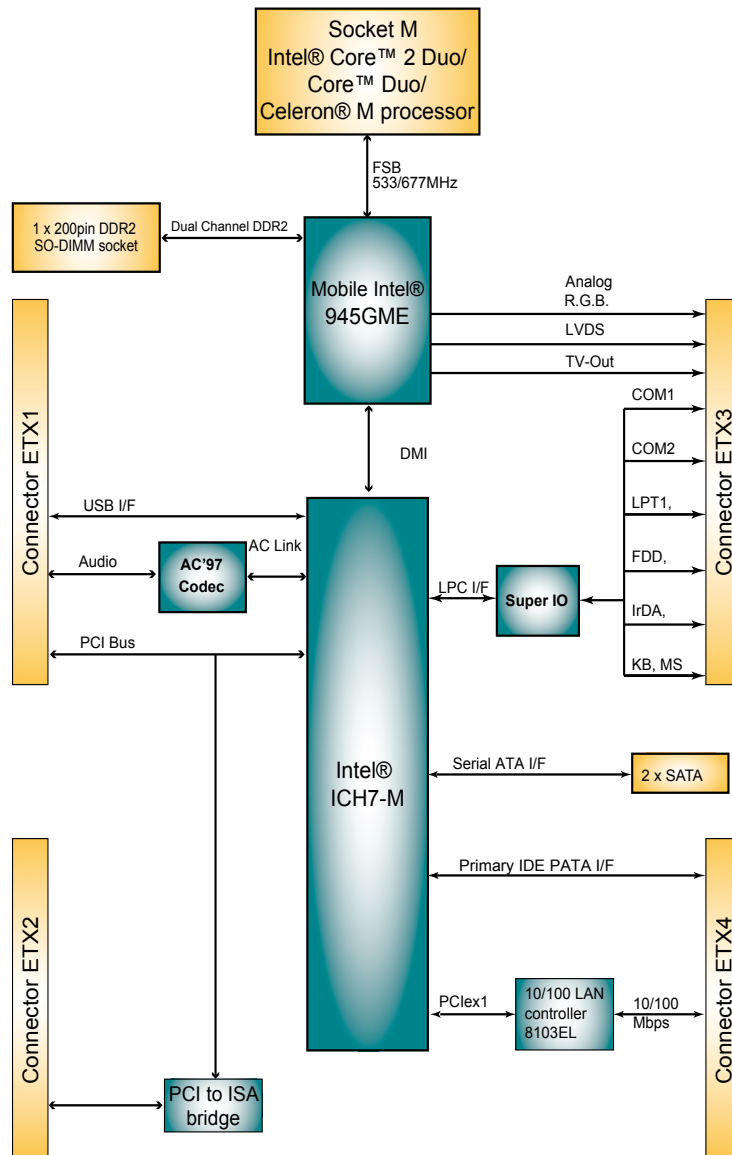 Socket M
Intel® Core™ 2 Duo/
Core™ Duo/
Celeron® M processor
FSB
533/677MHz
1 x 200pin DDR2
SO-DIMM socket
Dual Channel DDR2
Mobile Intel®
945GME
Analog
R.G.B.
LVDS
TV-Out
Connector ETX1
Connector ETX3
COM1
COM2
LPT1,
FDD,
IrDA,
KB, MS
DMI
USB I/F
Audio
AC'97
Codec
AC Link
PCI Bus
LPC I/F
Super IO
Intel®
ICH7-M
Serial ATA I/F
2 x SATA
Primary IDE PATA I/F
Connector ETX2
Connector ETX4
PCIex1
10/100 LAN
controller
8103EL
10/100
Mbps
PCI to ISA
bridge